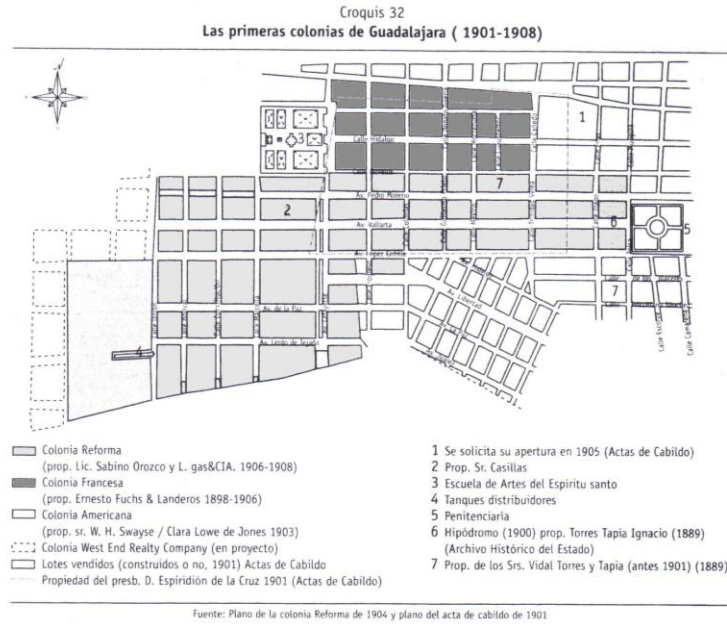 Croquis 32
Las primeras colonias de Guadalajara ( 1901-1908)
1
3
Calle Hidalgo
7
Av. Pedro Moreno
2
Av. Vallarta
6
5
Av. López Cotilla
Av. Libertad
7
Av. de la Paz
Av. Lerdo de Tejada
4
Calle Escorza
Colonia Reforma
(prop. Lic. Sabino Orozco y L. gas&CIA. 1906-1908)
Colonia Francesa
(prop. Ernesto Fuchs & Landeros 1898-1906)
Colonia Americana
(prop. sr. W. H. Swayse / Clara Lowe de Jones 1903)
Colonia West End Realty Company (en proyecto)
Lotes vendidos (construidos o no, 1901) Actas de Cabildo
Propiedad del presb. D. Espiridión de la Cruz 1901 (Actas de Cabildo)
1 Se solicita su apertura en 1905 (Actas de Cabildo)
2 Prop. Sr. Casillas
3 Escuela de Artes del Espíritu santo
4 Tanques distribuidores
5 Penitenciaria
6 Hipódromo (1900) prop. Torres Tapia Ignacio (1889)
(Archivo Histórico del Estado)
7 Prop. de los Srs. Vidal Torres y Tapia (antes 1901) (1889)
Fuente: Plano de la colonia Reforma de 1904 y plano del acta de cabildo de 1901